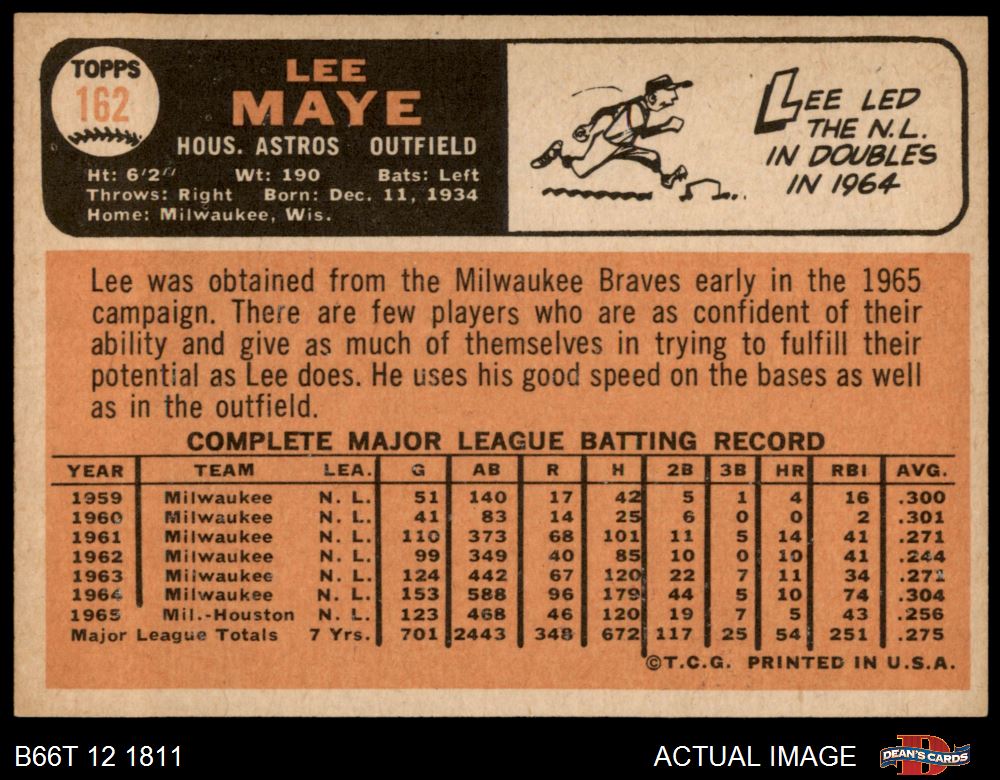 TOPPS
162
LEE
MAYE
HOUS. ASTROS OUTFIELD
Ht: 6'2" Wt: 190 Bats: Left
Throws: Right Born: Dec. 11, 1934
Home: Milwaukee, Wis.
LEE LED
THE N.L.
IN DOUBLES
IN 1964
Lee was obtained from the Milwaukee Braves early in the 1965
campaign. There are few players who are as confident of their
ability and give as much of themselves in trying to fulfill their
potential as Lee does. He uses his good speed on the bases as well
as in the outfield.
COMPLETE MAJOR LEAGUE BATTING RECORD
YEAR TEAM LEA. G AB R H 2B 3B HR RBI AVG.
1959 Milwaukee N. L. 51 140 17 42 5 1 4 16 .300
1960 Milwaukee N. L. 41 83 14 25 6 0 0 2 .301
1961 Milwaukee N. L. 110 373 68 101 11 5 14 41 .271
1962 Milwaukee N. L. 99 349 40 85 10 0 10 41 .244
1963 Milwaukee N. L. 124 442 67 120 22 7 11 34 .271
1964 Milwaukee N. L. 153 588 96 179 44 5 10 74 .304
1965 Mil.-Houston N. L. 123 468 46 120 19 7 5 43 .256
Major League Totals 7 Yrs. 701 2443 348 672 117 25 54 251 .275
©T.C.G. PRINTED IN U.S.A.
B66T 12 1811
ACTUAL IMAGE
DEAN'S CARDS